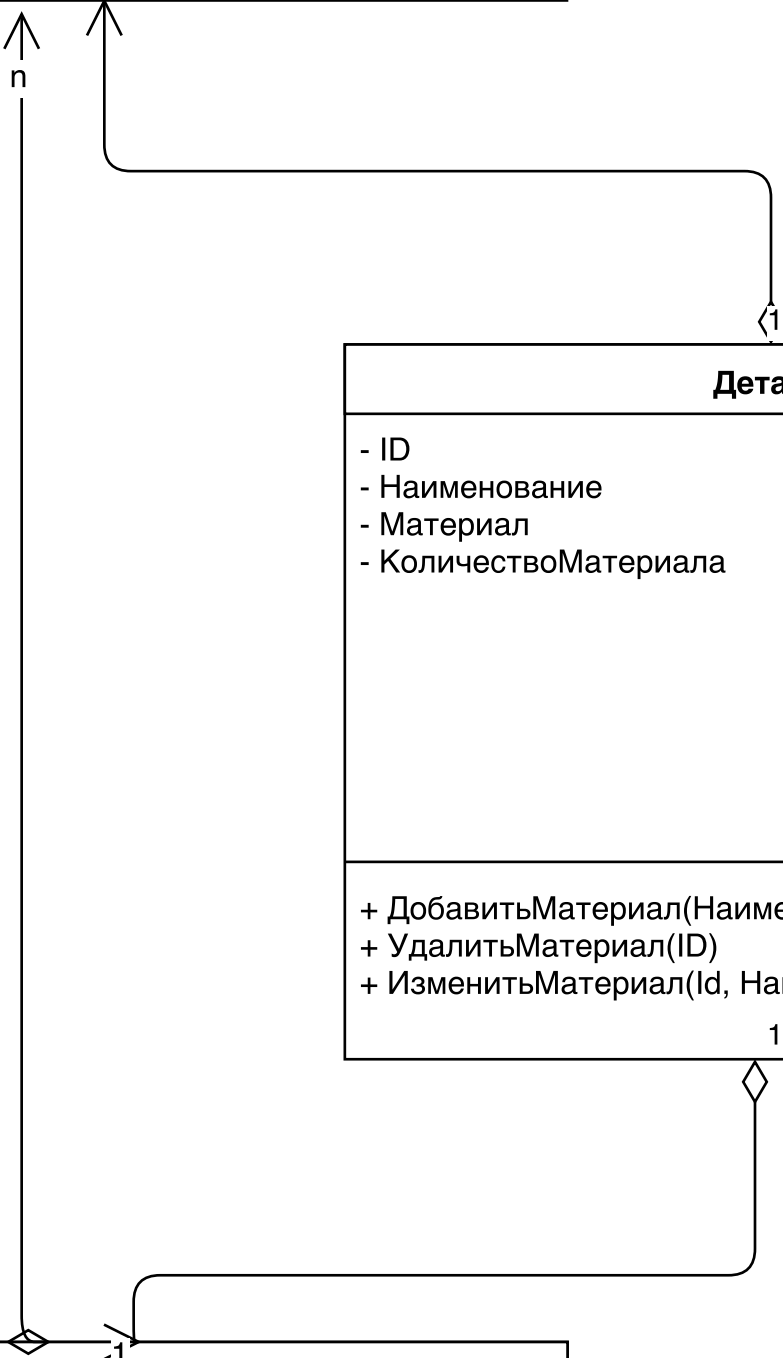 n
1
Дета
- ID
- Наименование
- Материал
- КоличествоМатериала
+ ДобавитьМатериал(Наиме
+ УдалитьМатериал(ID)
+ ИзменитьМатериал(Id, На
1
1